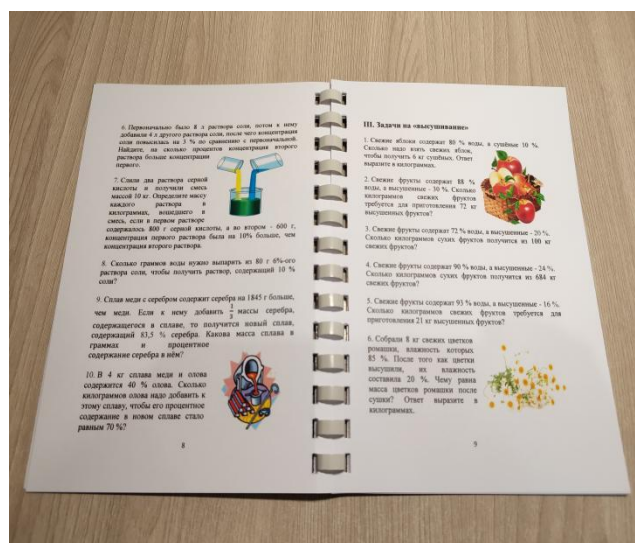 6. Первоначально было 8 л раствора соли, потом к нему
добавили 4 л другого раствора соли, после чего концентрация
соли повысилась на 3 % по сравнению с первоначальной.
Найдите, на сколько процентов концентрация второго
раствора больше концентрации
первого.
7. Слили два раствора серной
кислоты и получили смесь
массой 10 кг. Определите массу
каждого раствора в
килограммах, вошедшего в
смесь, если в первом растворе
содержалось 800 г серной кислоты, а во втором - 600 г,
концентрация первого раствора была на 10% больше, чем
концентрация второго раствора.
8. Сколько граммов воды нужно выпарить из 80 г 6%-ого
раствора соли, чтобы получить раствор, содержащий 10 %
соли?
9. Сплав меди с серебром содержит серебра на 1845 г больше,
чем меди. Если к нему добавить 1/3 массы серебра,
содержащегося в сплаве, то получится новый сплав,
содержащий 83,5 % серебра. Какова масса сплава в
граммах и процентное
содержание серебра в нём?
10. В 4 кг сплава меди и олова
содержится 40 % олова. Сколько
килограммов олова надо добавить к
этому сплаву, чтобы его процентное
содержание в новом сплаве стало
равным 70 %?
8
III. Задачи на «высушивание»
1. Свежие яблоки содержат 80 % воды, а сушёные 10 %.
Сколько надо взять свежих яблок,
чтобы получить 6 кг сушёных. Ответ
выразите в килограммах.
2. Свежие фрукты содержат 88 %
воды, а высушенные - 30 %. Сколько
килограммов свежих фруктов
требуется для приготовления 72 кг
высушенных фруктов?
3. Свежие фрукты содержат 72 % воды, а высушенные - 20 %.
Сколько килограммов сухих фруктов получится из 100 кг
свежих фруктов?
4. Свежие фрукты содержат 90 % воды, а высушенные - 24 %.
Сколько килограммов сухих фруктов получится из 684 кг
свежих фруктов?
5. Свежие фрукты содержат 93 % воды, а высушенные - 16 %.
Сколько килограммов свежих фруктов требуется для
приготовления 21 кг высушенных фруктов?
6. Собрали 8 кг свежих цветков
ромашки, влажность которых
85 %. После того как цветки
высушили, их влажность
составила 20 %. Чему равна
масса цветков ромашки после
сушки? Ответ выразите в
килограммах.
9